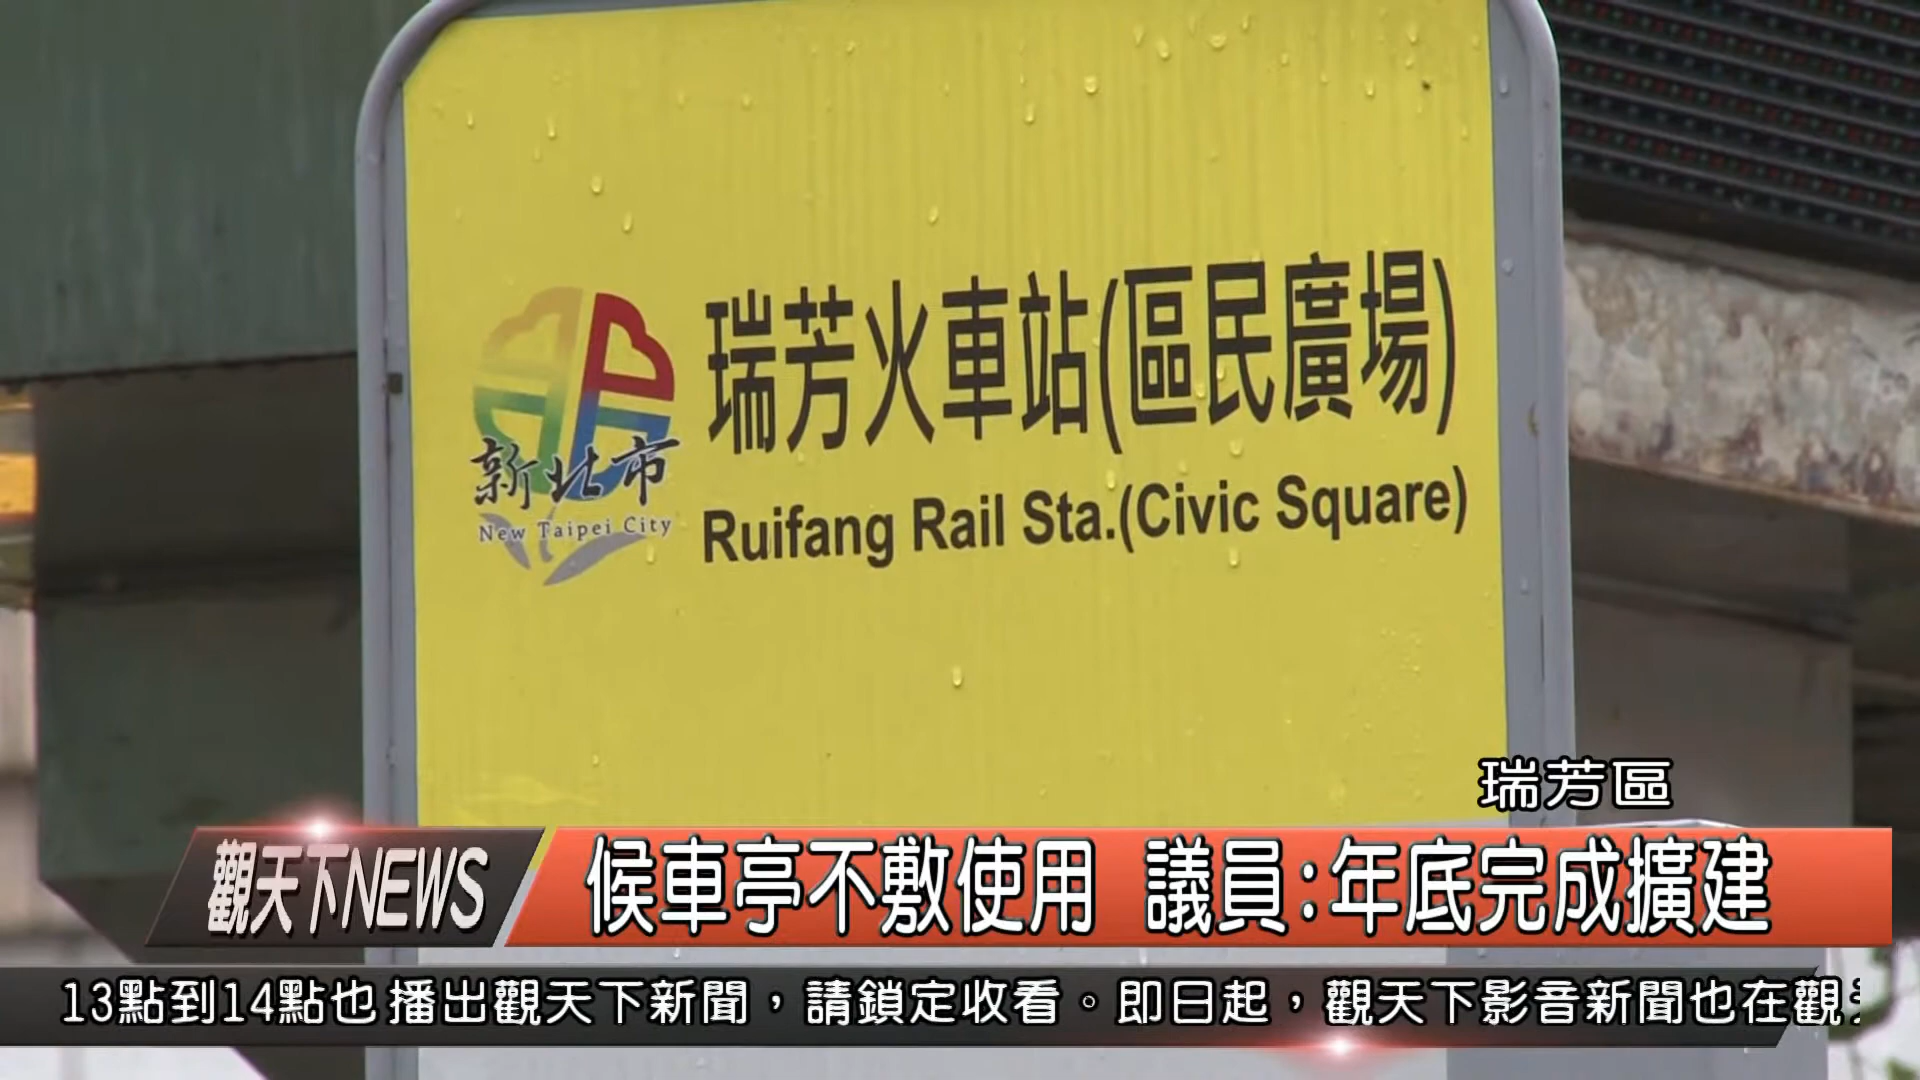 瑞芳火車站(區民廣場)
新北市
New Taipei City
Ruifang Rail Sta.(Civic Square)
瑞芳區
觀天下NEWS
候車亭不敷使用 議員:年底完成擴建
13點到14點也播出觀天下新聞，請鎖定收看。即日起，觀天下影音新聞也在觀